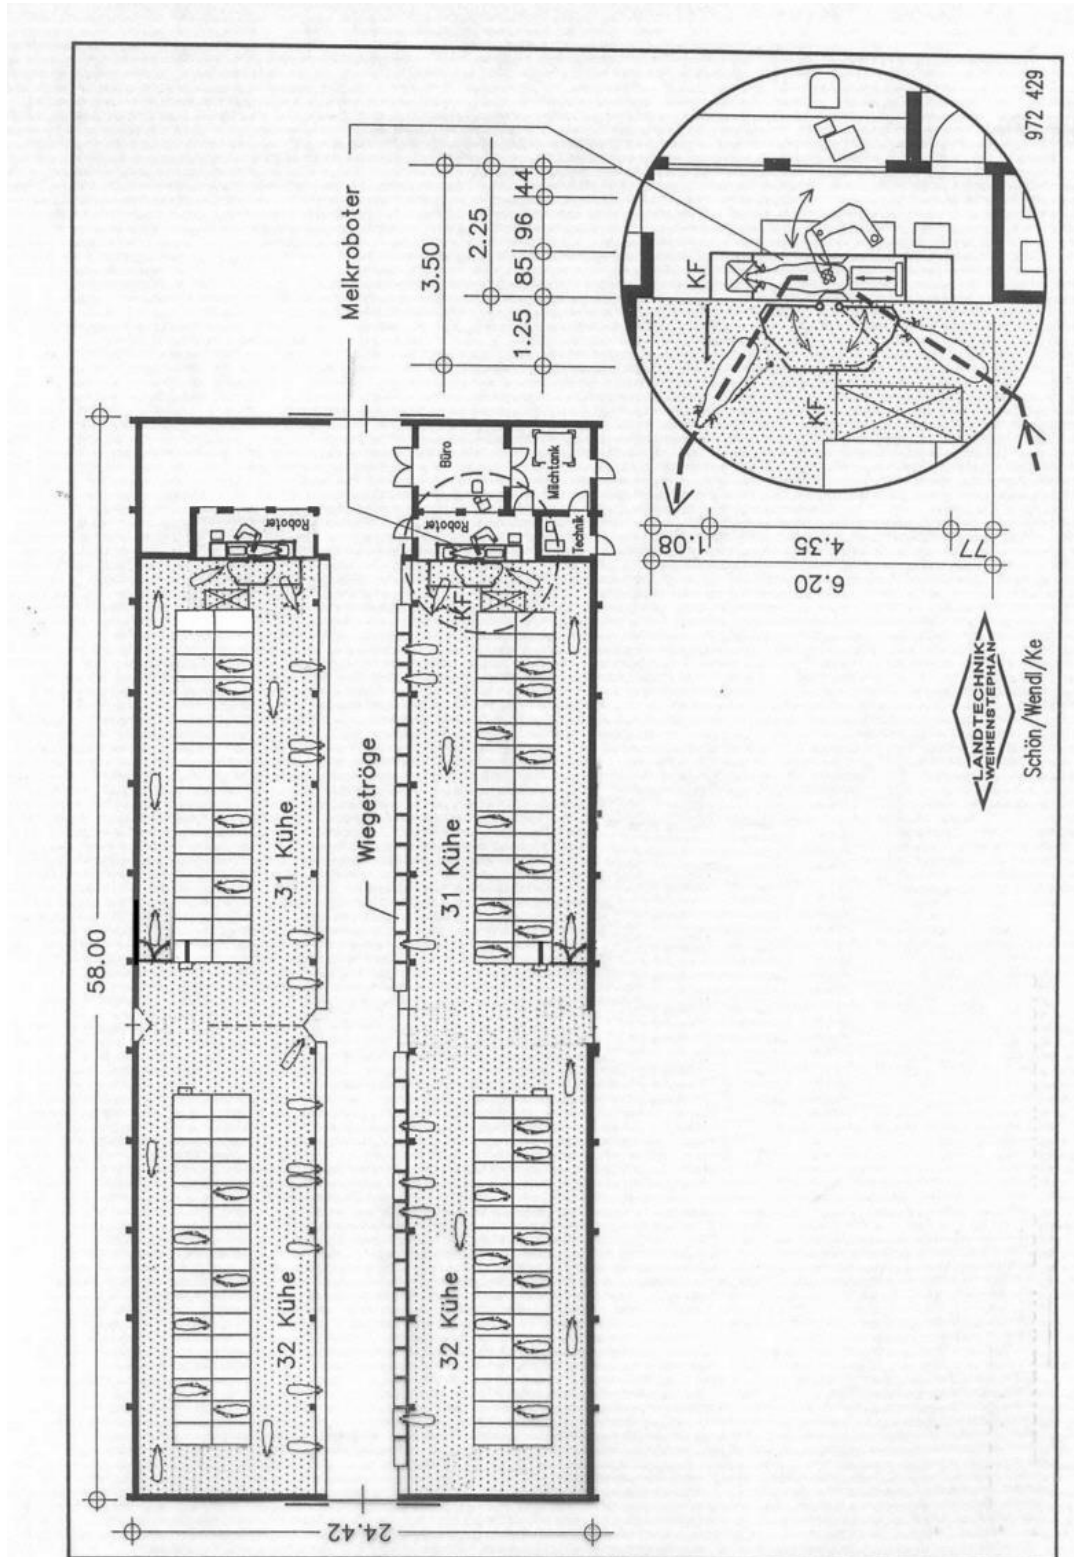 58.00
24.42
Melkroboter
3.50
2.25
1.25 85 96 44
KF
KF
972 429
Roboter
Büro
Roboter
Milchtank
Technik
KF
31 Kühe
31 Kühe
Wiegetröge
32 Kühe
32 Kühe
1.08 4.35 77
6.20
LANDTECHNIK
WEIHENSTEPHAN
Schön/Wendl/Ke